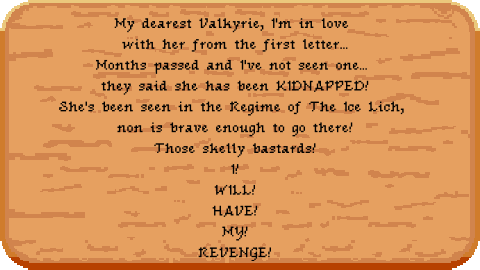 My dearest Valkyrie, I'm in love
with her from the first letter...
Months passed and I've not seen one...
they said she has been KIDNAPPED!
She's been seen in the Regime of The Ice Lich,
non is brave enough to go there!
Those skelly bastards!
I!
WILL!
HAVE!
MY!
REVENGE!